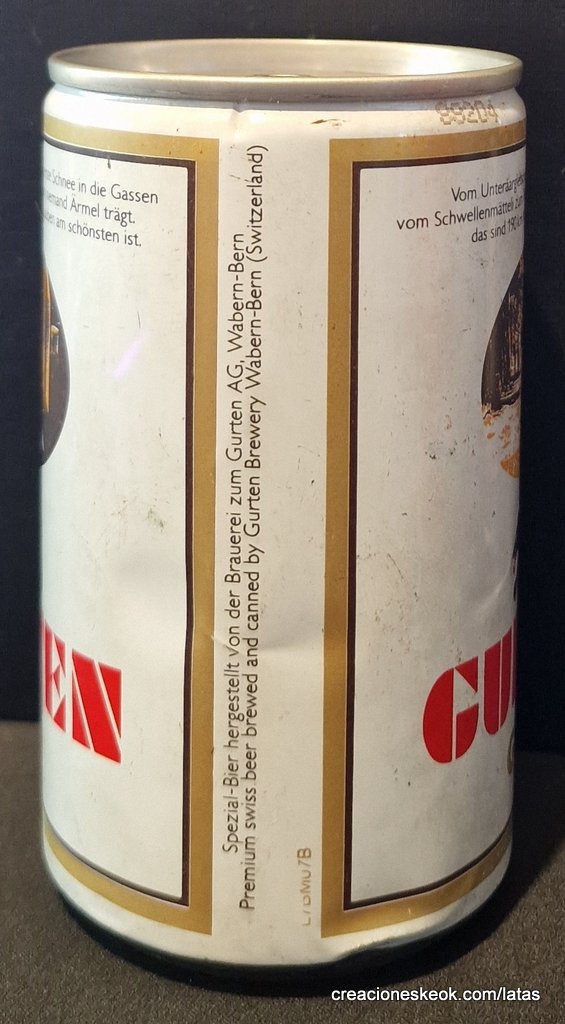 89204
Schnee in die Gassen
Ärmel trägt.
am schönsten ist.
EN
Spezial-Bier hergestellt von der Brauerei zum Gurten AG, Wabern-Bern
Premium swiss beer brewed and canned by Gurten Brewery Wabern-Bern (Switzerland)
Vom
vom Schwellenmätteli
das sind 190
GU
creacioneskeok.com/latas